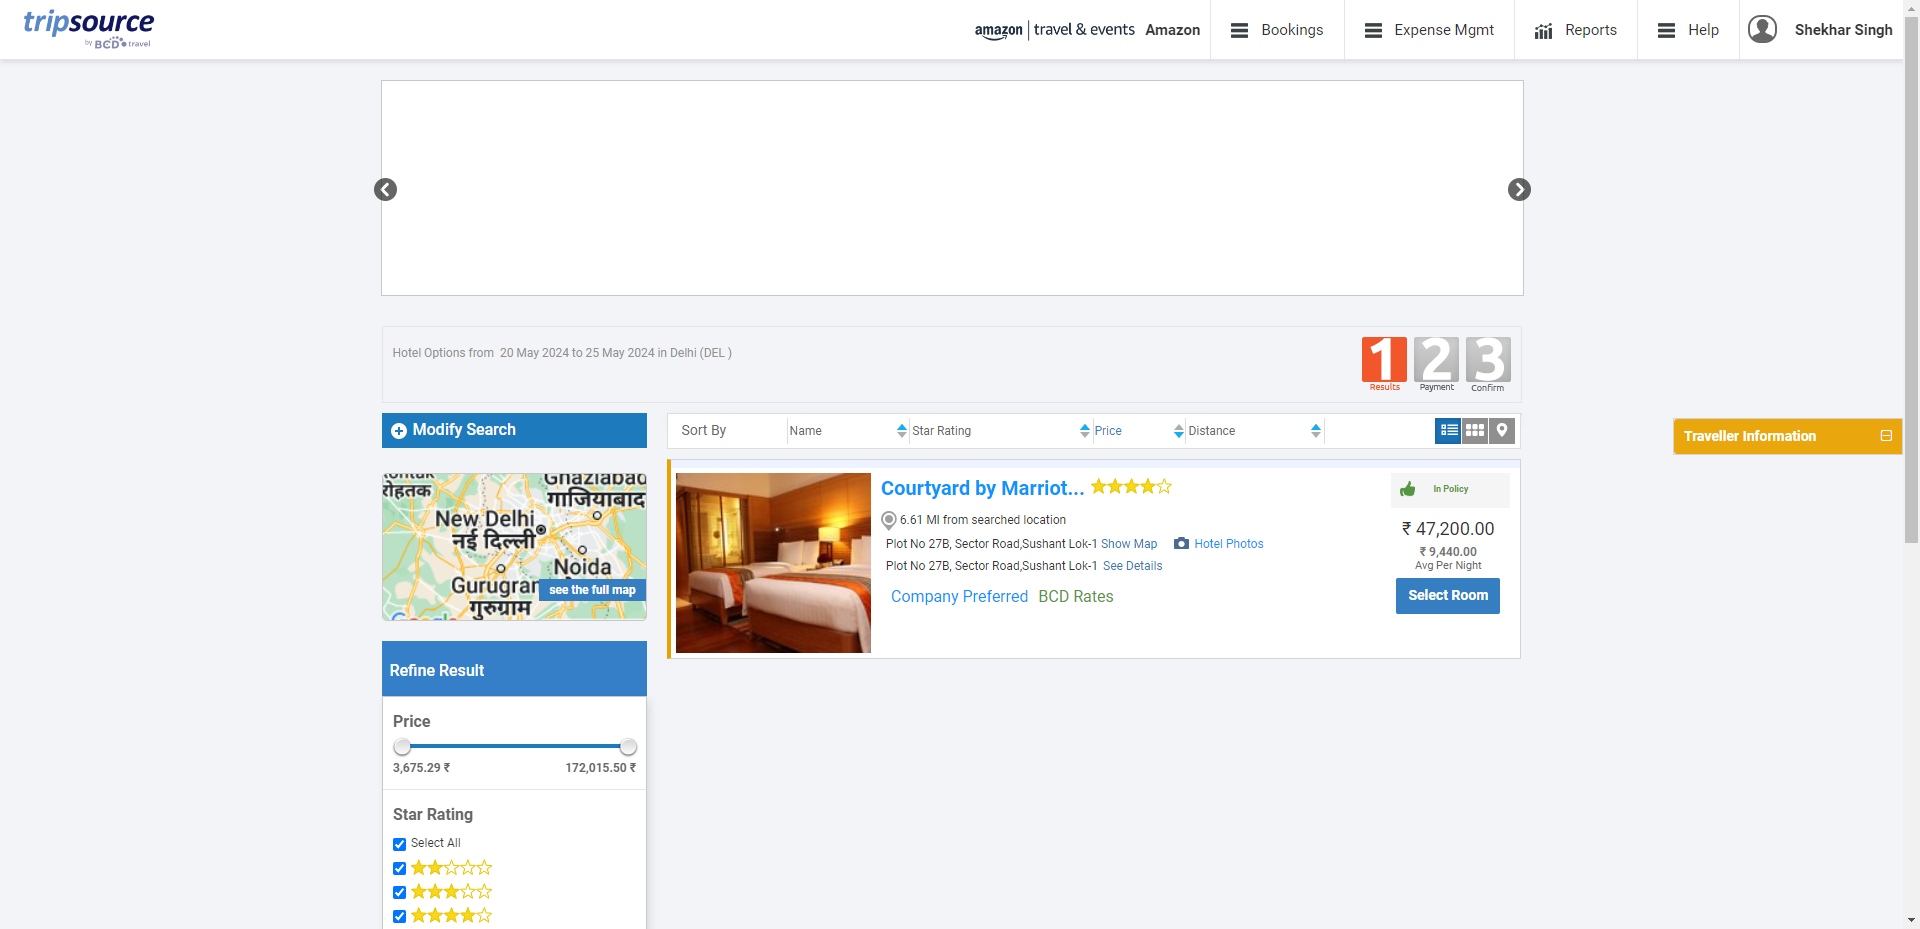 tripsource
by BCD travel
amazon travel & events Amazon
Bookings
Expense Mgmt
Reports
Help
Shekhar Singh
Hotel Options from 20 May 2024 to 25 May 2024 in Delhi (DEL )
1 2 3
Results Payment Confirm
Modify Search
Sort By Name Star Rating Price Distance
Traveller Information
रोहतक
Ghaziabad
गाजियाबाद
New Delhi
नई दिल्ली
Noida
Gurugram
गुरुग्राम
see the full map
Google
Refine Result
Price
3,675.29 ₹ 172,015.50 ₹
Star Rating
Select All
Courtyard by Marriot...
6.61 MI from searched location
Plot No 27B, Sector Road,Sushant Lok-1 Show Map Hotel Photos
Plot No 27B, Sector Road,Sushant Lok-1 See Details
Company Preferred BCD Rates
In Policy
₹ 47,200.00
₹ 9,440.00
Avg Per Night
Select Room